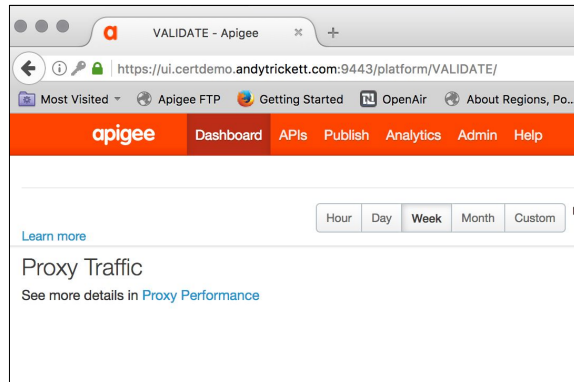 VALIDATE - Apigee
https://ui.certdemo.andytrickett.com:9443/platform/VALIDATE/
Most Visited Apigee FTP Getting Started OpenAir About Regions, Po...
apigee Dashboard APIs Publish Analytics Admin Help
Hour Day Week Month Custom
Learn more
Proxy Traffic
See more details in Proxy Performance